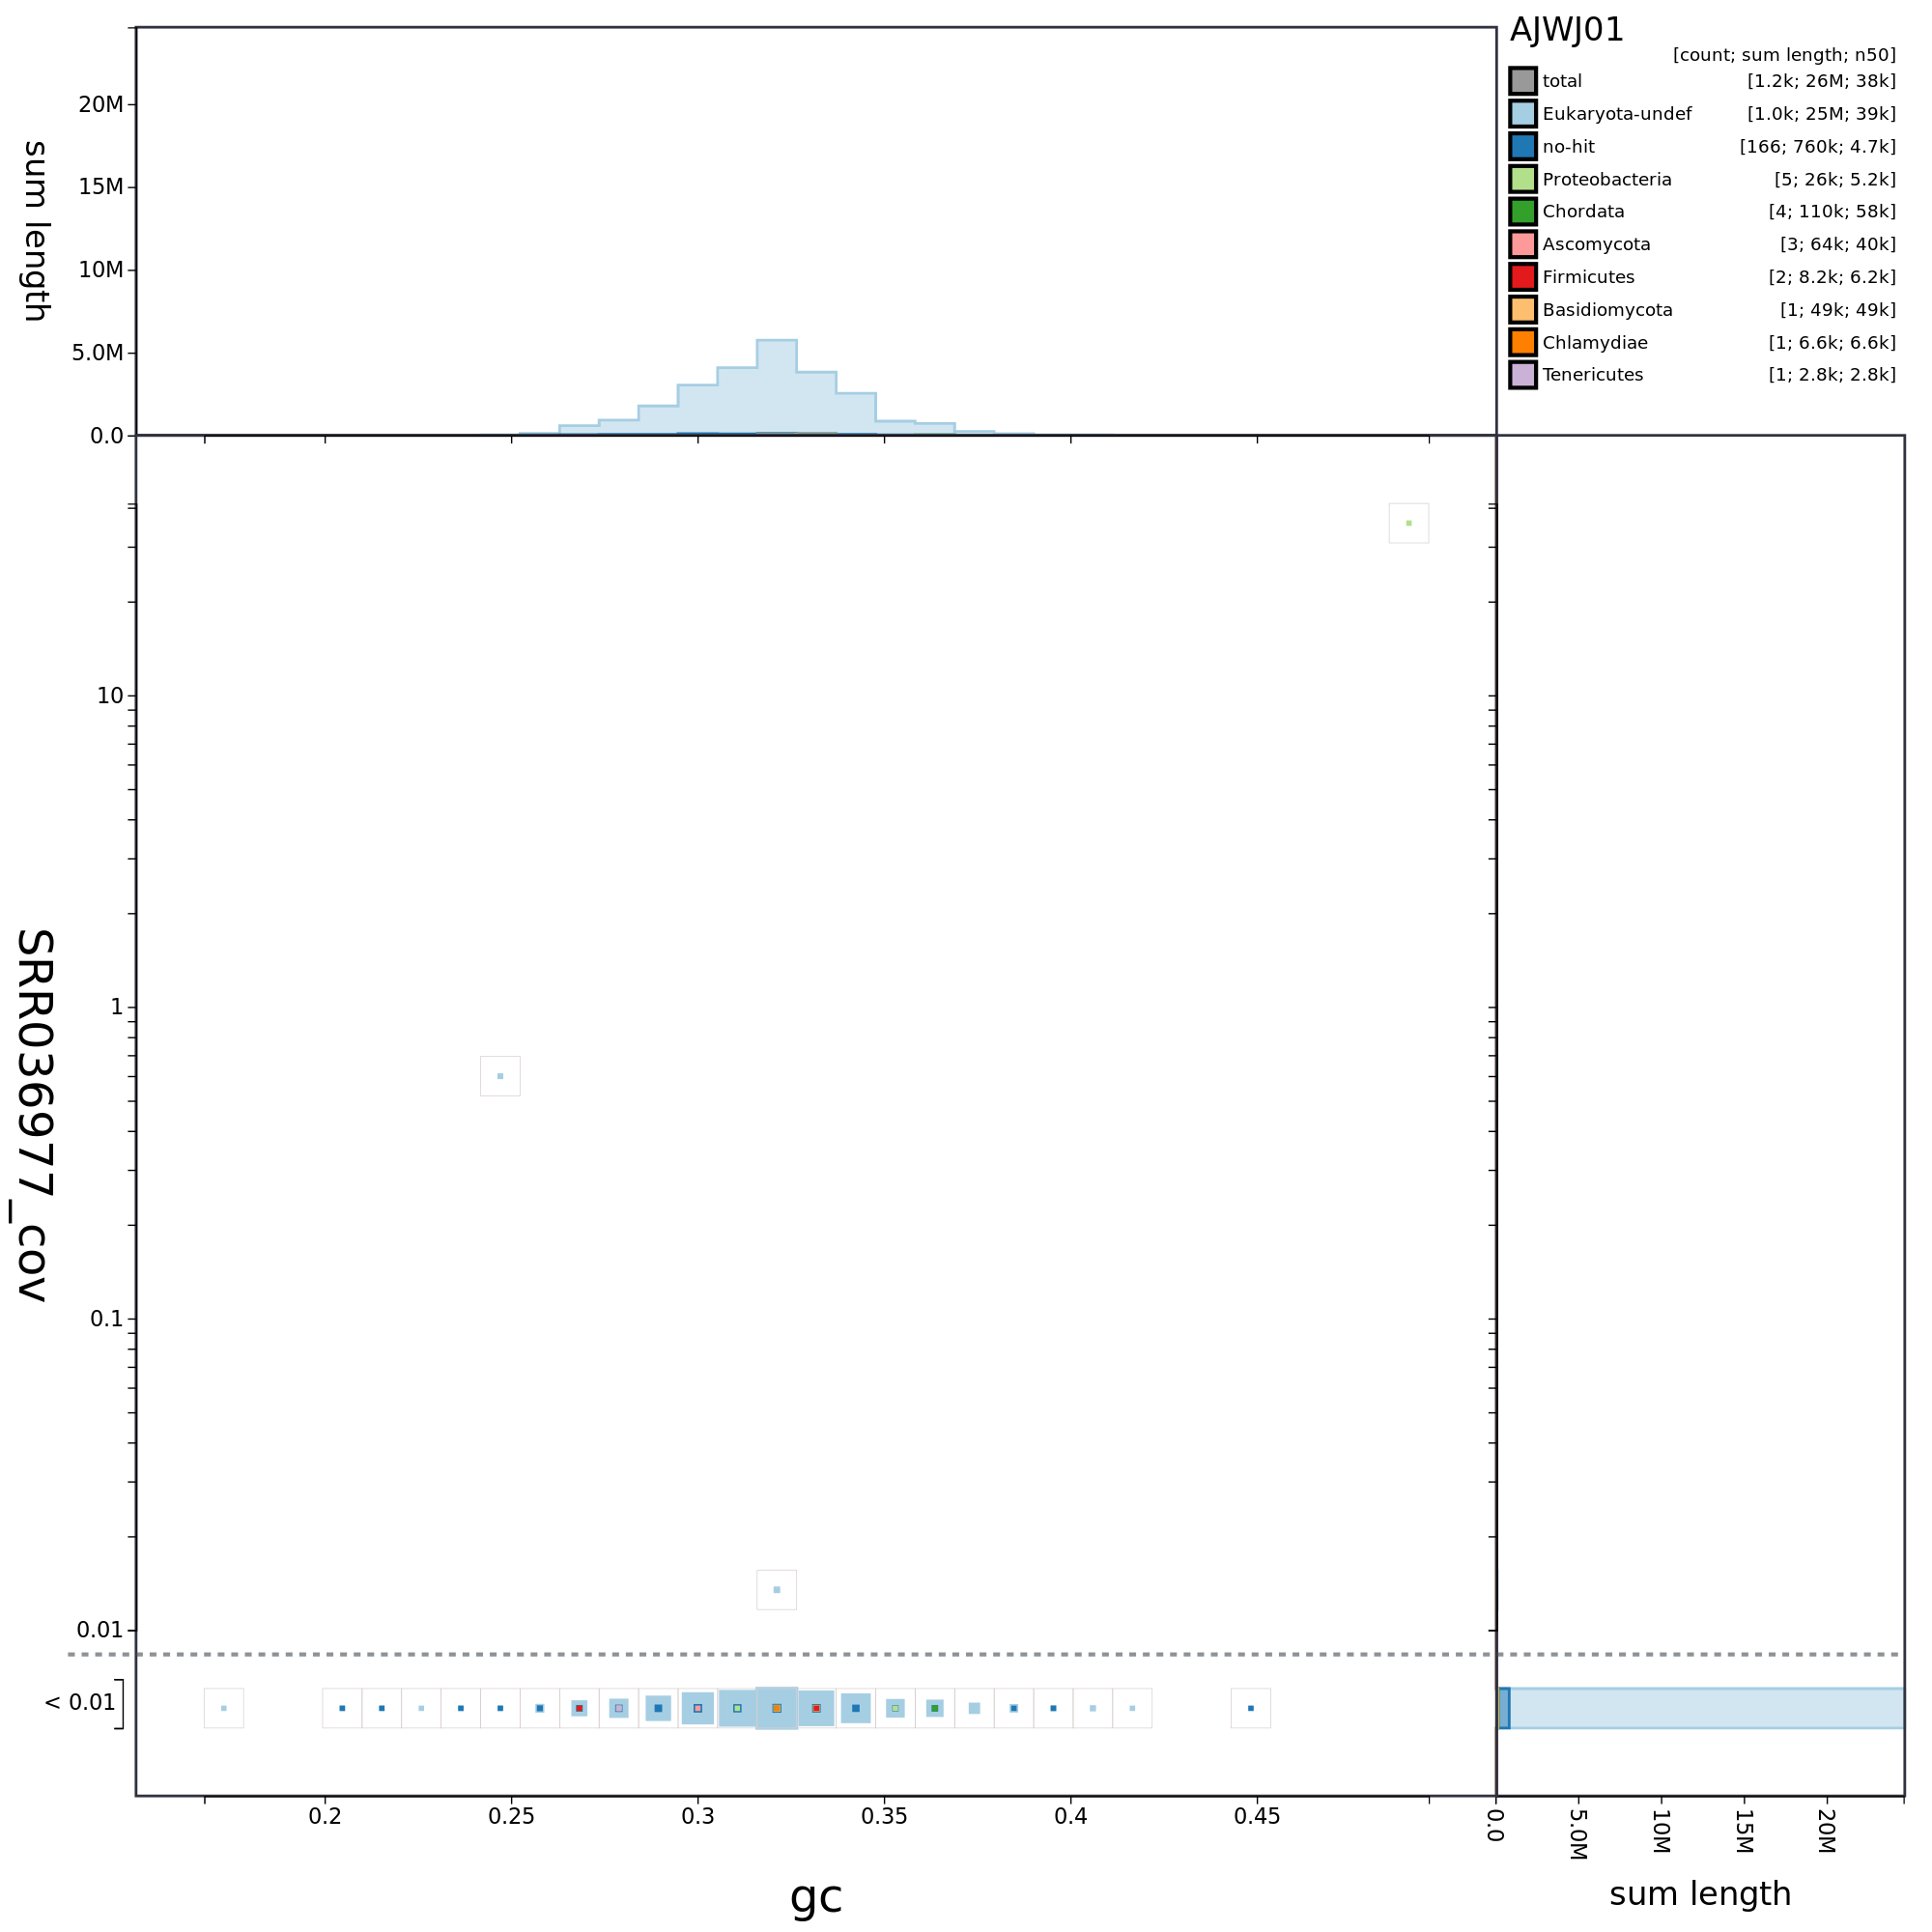 AJWJ01
[count; sum length; n50]
total [1.2k; 26M; 38k]
Eukaryota-undef [1.0k; 25M; 39k]
no-hit [166; 760k; 4.7k]
Proteobacteria [5; 26k; 5.2k]
Chordata [4; 110k; 58k]
Ascomycota [3; 64k; 40k]
Firmicutes [2; 8.2k; 6.2k]
Basidiomycota [1; 49k; 49k]
Chlamydiae [1; 6.6k; 6.6k]
Tenericutes [1; 2.8k; 2.8k]
sum length
20M
15M
10M
5.0M
0.0
SRR036977_cov
10
1
0.1
0.01
< 0.01
0.2 0.25 0.3 0.35 0.4 0.45
gc
0.0 5.0M 10M 15M 20M
sum length